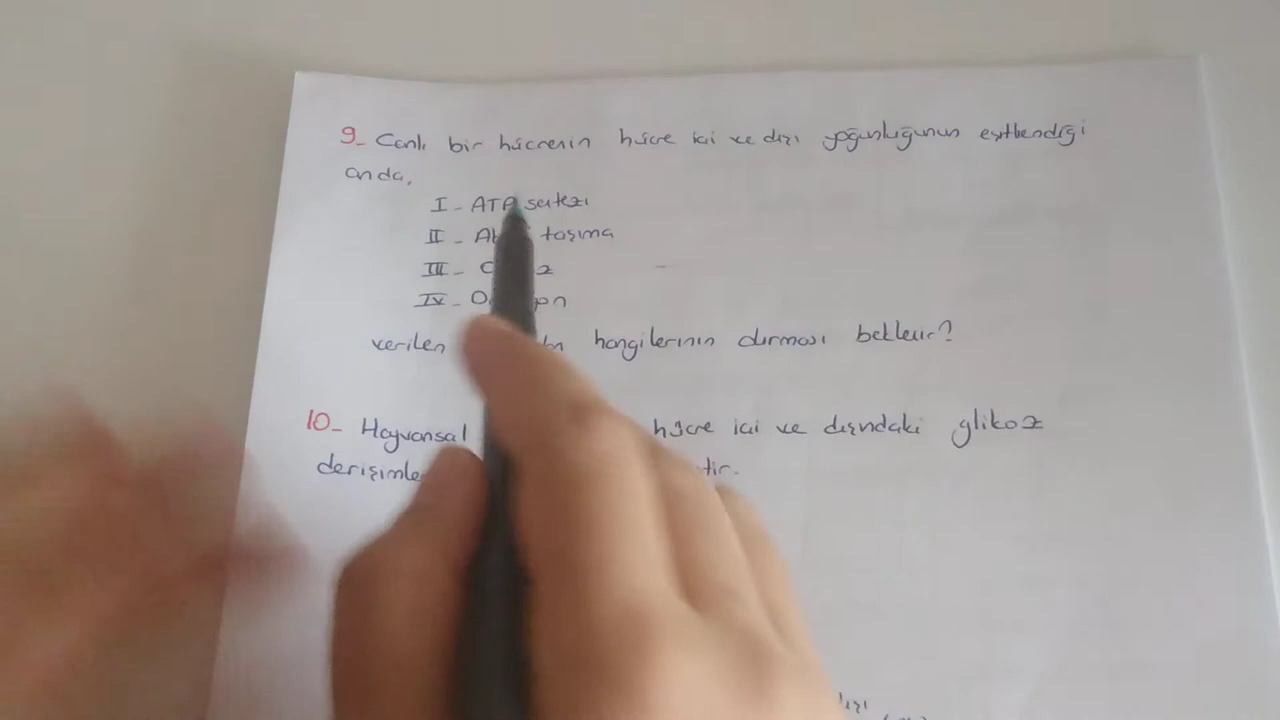 9- Canlı bir hücrenin hücre içi ve dışı yoğunluğunun eşitlendiği
anda,
I - ATP sentezi
II - taşıma
III -
IV -
verilen hangilerinin durması beklenir?
10- Hayvansal hücre içi ve dışındaki glikoz